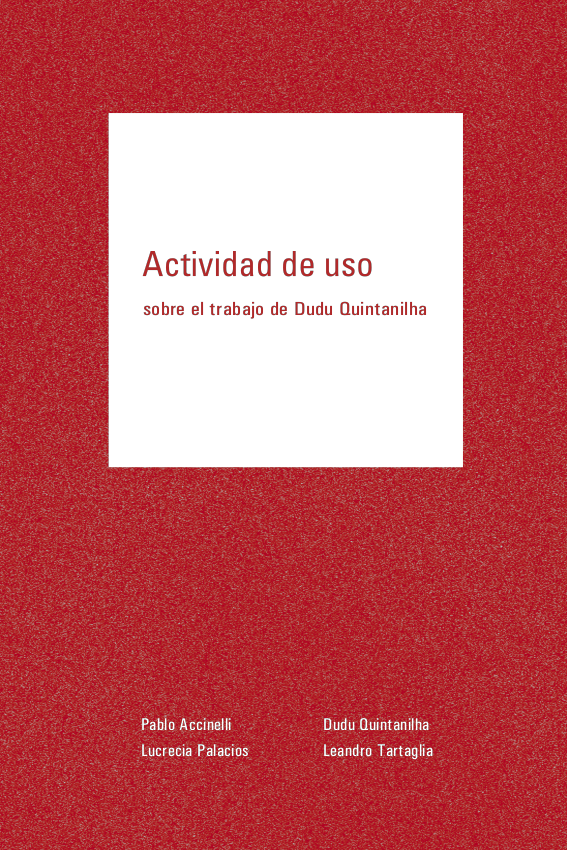 Actividad de uso
sobre el trabajo de Dudu Quintanilha
Pablo Accinelli
Lucrecia Palacios
Dudu Quintanilha
Leandro Tartaglia